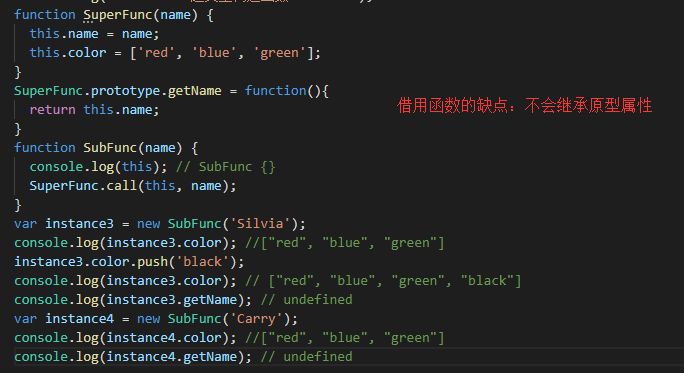 function SuperFunc(name) {
this.name = name;
this.color = ['red', 'blue', 'green'];
}
SuperFunc.prototype.getName = function(){
return this.name;
}
借用函数的缺点：不会继承原型属性
function SubFunc(name) {
console.log(this); // SubFunc {}
SuperFunc.call(this, name);
}
var instance3 = new SubFunc('Silvia');
console.log(instance3.color); //["red", "blue", "green"]
instance3.color.push('black');
console.log(instance3.color); // ["red", "blue", "green", "black"]
console.log(instance3.getName); // undefined
var instance4 = new SubFunc('Carry');
console.log(instance4.color); //["red", "blue", "green"]
console.log(instance4.getName); // undefined